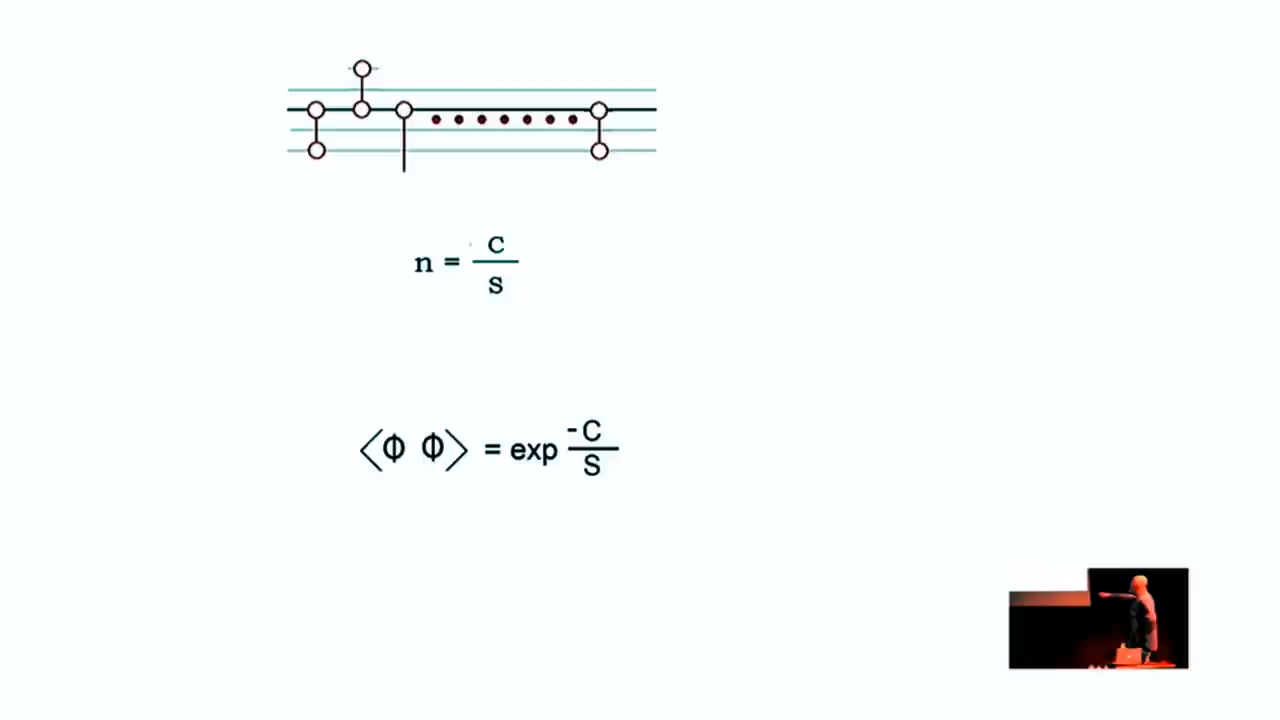 n = C/S
⟨Φ Φ⟩ = exp -C/S